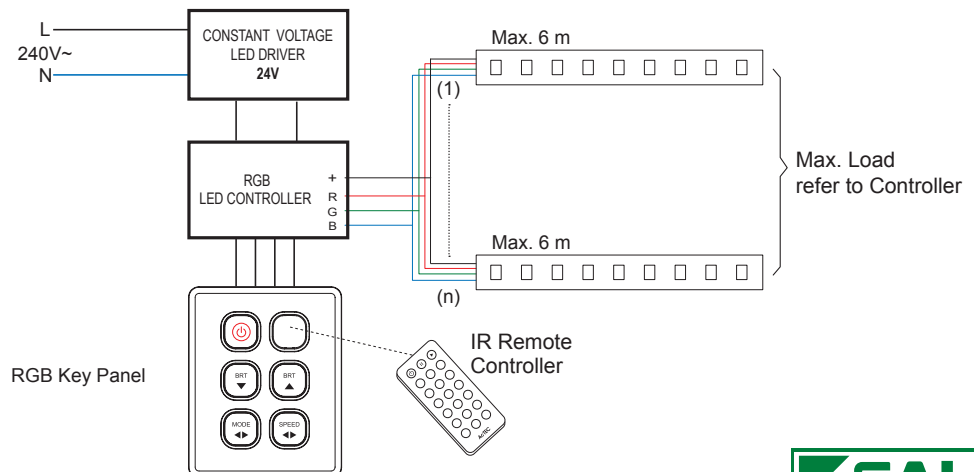 L
240V~
N
CONSTANT VOLTAGE
LED DRIVER
24V
Max. 6 m
(1)
RGB
LED CONTROLLER
+
R
G
B
Max. Load
refer to Controller
Max. 6 m
(n)
RGB Key Panel
BRT
BRT
MODE
SPEED
IR Remote
Controller